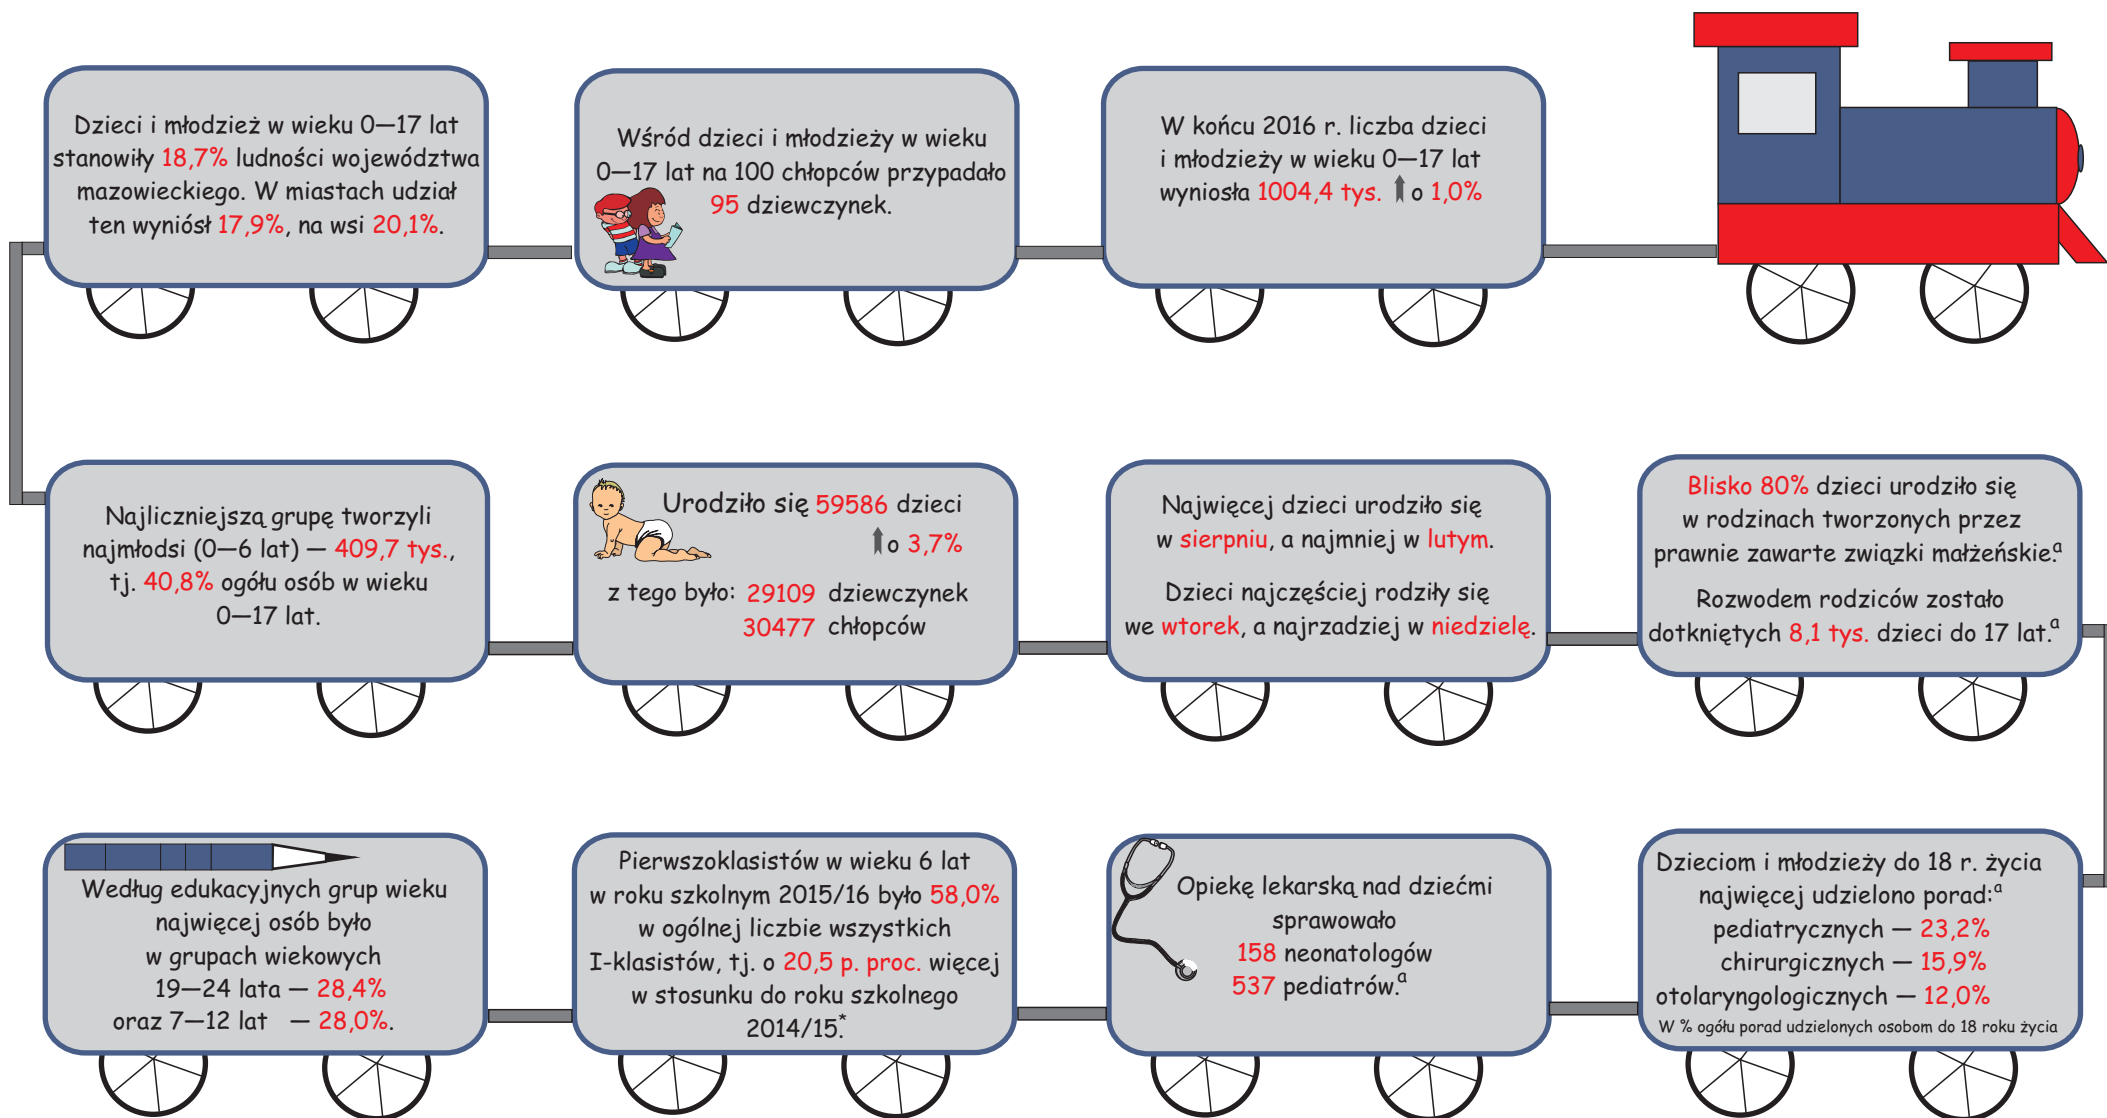 Dzieci i młodzież w wieku 0—17 lat
stanowiły 18,7% ludności województwa
mazowieckiego. W miastach udział
ten wyniósł 17,9%, na wsi 20,1%.
Wśród dzieci i młodzieży w wieku
0—17 lat na 100 chłopców przypadało
95 dziewczynek.
W końcu 2016 r. liczba dzieci
i młodzieży w wieku 0—17 lat
wyniosła 1004,4 tys. o 1,0%
Najliczniejszą grupę tworzyli
najmłodsi (0—6 lat) — 409,7 tys.,
tj. 40,8% ogółu osób w wieku
0—17 lat.
Urodziło się 59586 dzieci
o 3,7%
z tego było: 29109 dziewczynek
30477 chłopców
Najwięcej dzieci urodziło się
w sierpniu, a najmniej w lutym.
Dzieci najczęściej rodziły się
we wtorek, a najrzadziej w niedzielę.
Blisko 80% dzieci urodziło się
w rodzinach tworzonych przez
prawnie zawarte związki małżeńskie.a
Rozwodem rodziców zostało
dotkniętych 8,1 tys. dzieci do 17 lat.a
Według edukacyjnych grup wieku
najwięcej osób było
w grupach wiekowych
19—24 lata — 28,4%
oraz 7—12 lat — 28,0%.
Pierwszoklasistów w wieku 6 lat
w roku szkolnym 2015/16 było 58,0%
w ogólnej liczbie wszystkich
I-klasistów, tj. o 20,5 p. proc. więcej
w stosunku do roku szkolnego
2014/15.*
Opiekę lekarską nad dziećmi
sprawowało
158 neonatologów
537 pediatrów.a
Dzieciom i młodzieży do 18 r. życia
najwięcej udzielono porad:a
pediatrycznych — 23,2%
chirurgicznych — 15,9%
otolaryngologicznych — 12,0%
W % ogółu porad udzielonych osobom do 18 roku życia